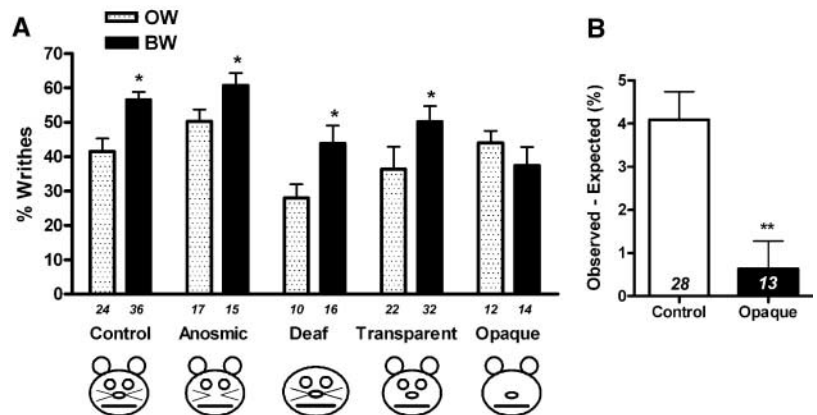 A
OW
BW
% Writhes
70
60
50
40
30
20
10
0
*
*
*
*
24 36 17 15 10 16 22 32 12 14
Control Anosmic Deaf Transparent Opaque
B
Observed - Expected (%)
5
4
3
2
1
0
**
28 13
Control Opaque